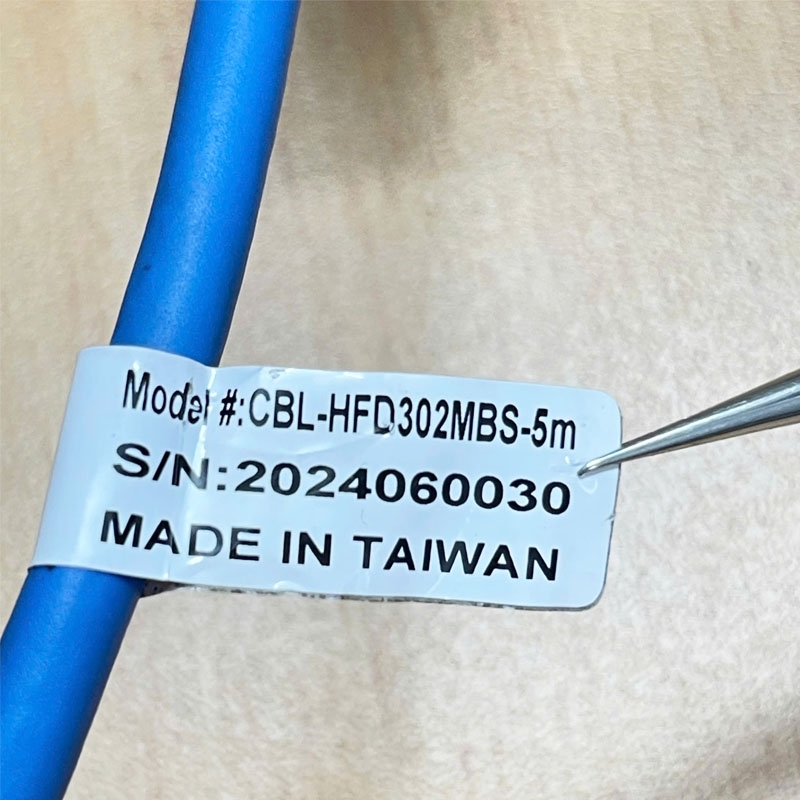 Model #:CBL-HFD302MBS-5m
S/N:2024060030
MADE IN TAIWAN